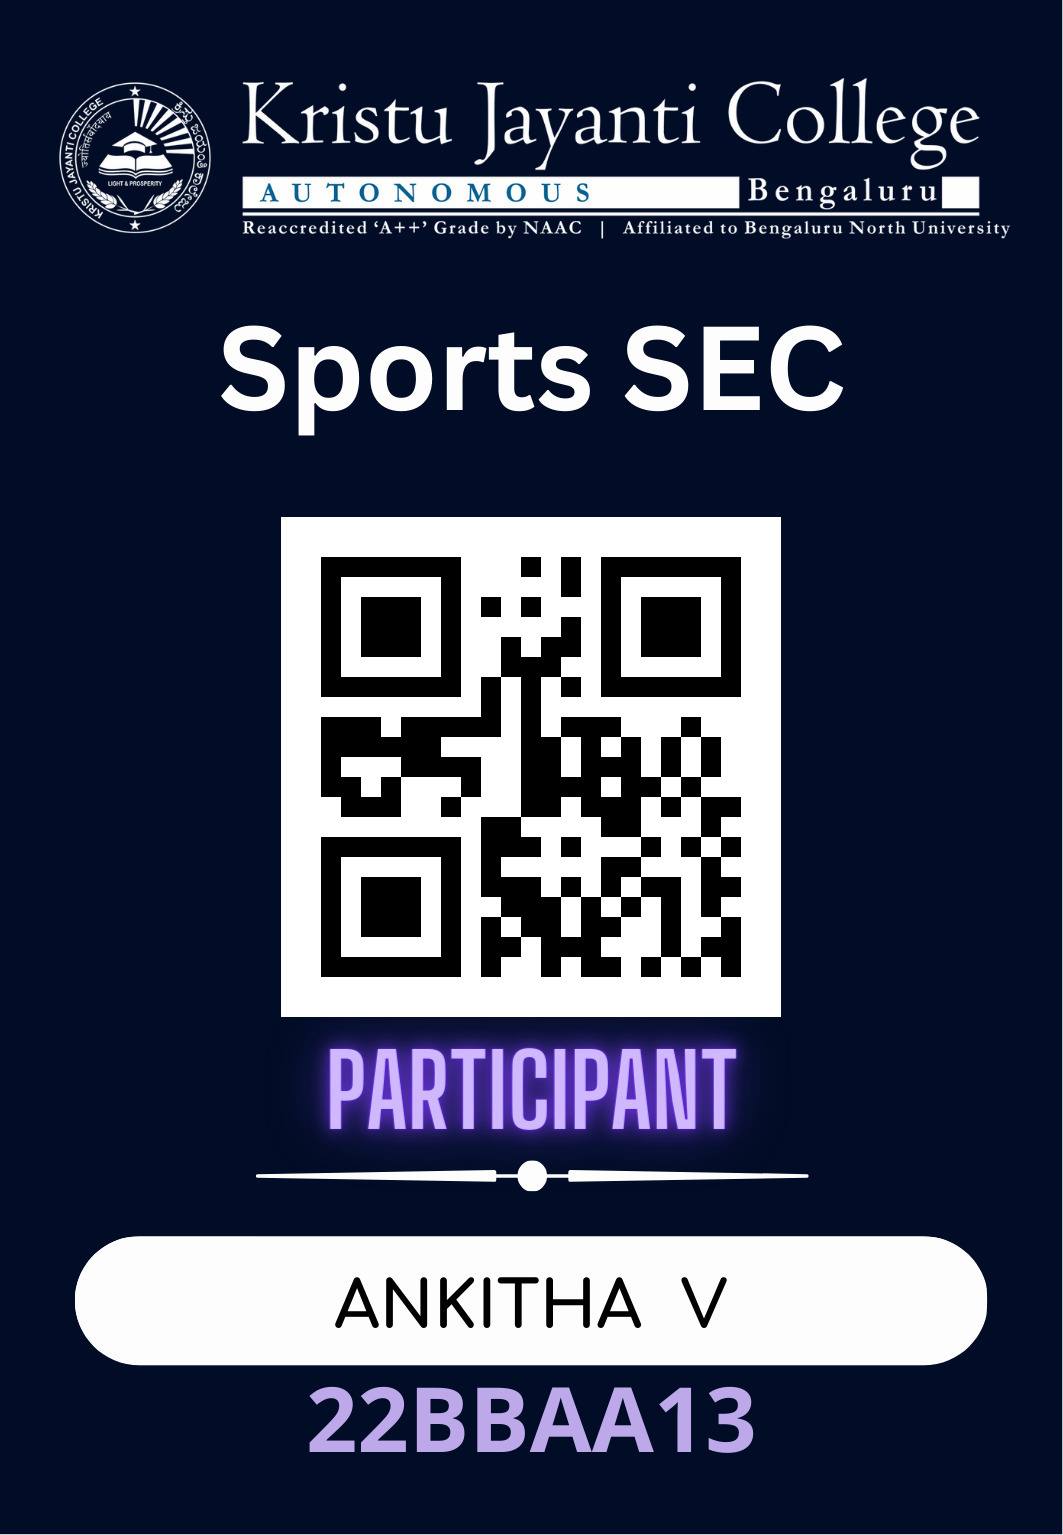 KRISTU JAYANTI COLLEGE
ಕ್ರಿಸ್ತು ಜಯಂತಿ ಕಾಲೇಜು
LIGHT & PROSPERITY
Kristu Jayanti College
AUTONOMOUS Bengaluru
Reaccredited ‘A++’ Grade by NAAC | Affiliated to Bengaluru North University
Sports SEC
PARTICIPANT
ANKITHA V
22BBAA13